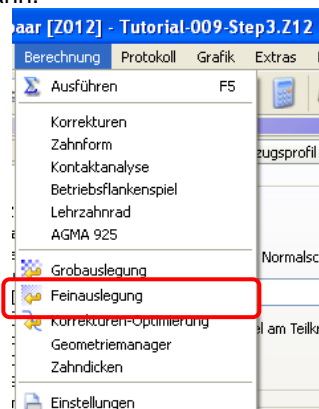 paar [Z012] - Tutorial-009-Step3.Z12
Berechnung Protokoll Grafik Extras
Ausführen F5
Korrekturen
Zahnform
zugsprofil
Kontaktanalyse
Betriebsflankenspiel
Lehrzahnrad
AGMA 925
Normalsc
Grobauslegung
Feinauslegung
Korrekturen-Optimierung
el am Teilkr
Geometriemanager
Zahndicken
Einstellungen